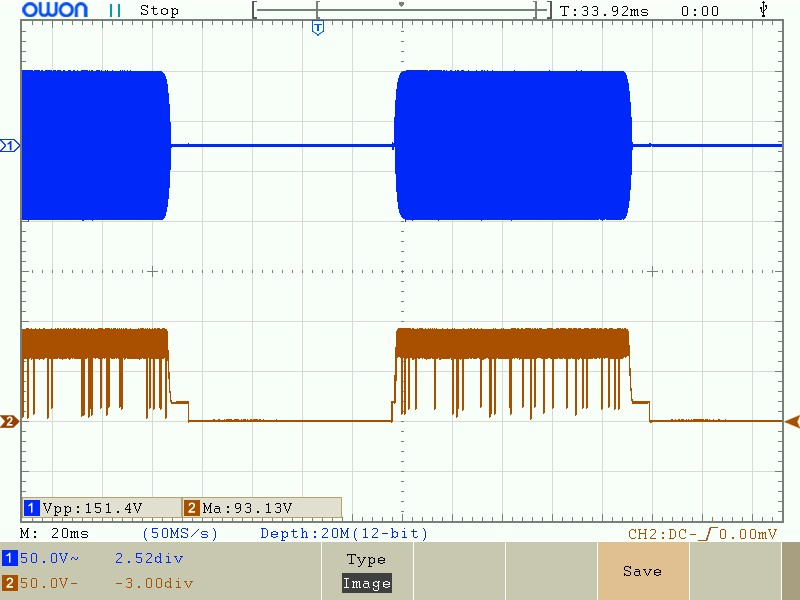 OWON Stop T:33.92ms 0:00
T
1
2
1 Vpp:151.4V 2 Ma:93.13V
M: 20ms (50MS/s) Depth:20M(12-bit) CH2:DC- 0.00mV
1 50.0V~ 2.52div Type
2 50.0V- -3.00div Image
Save